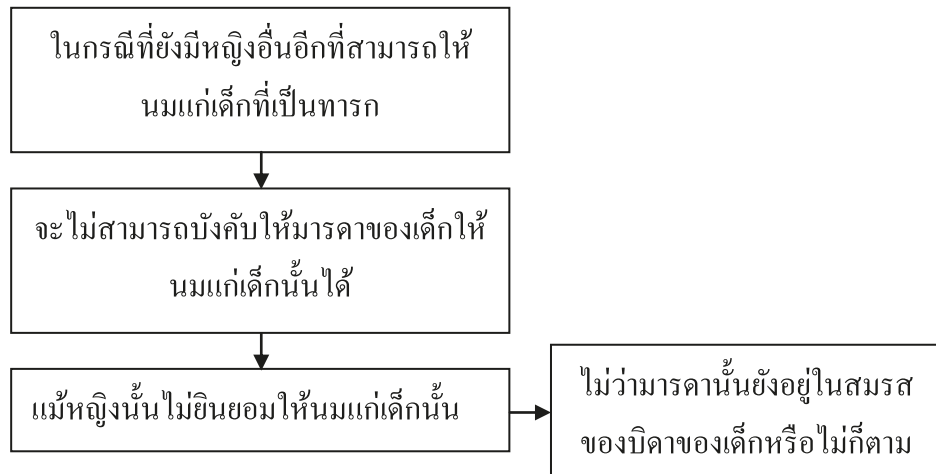 ในกรณีที่ยังมีหญิงอื่นอีกที่สามารถให้
นมแก่เด็กที่เป็นทารก
จะไม่สามารถบังคับให้มารดาของเด็กให้
นมแก่เด็กนั้นได้
แม้หญิงนั้นไม่ยินยอมให้นมแก่เด็กนั้น
ไม่ว่ามารดานั้นยังอยู่ในสมรส
ของบิดาของเด็กหรือไม่ก็ตาม